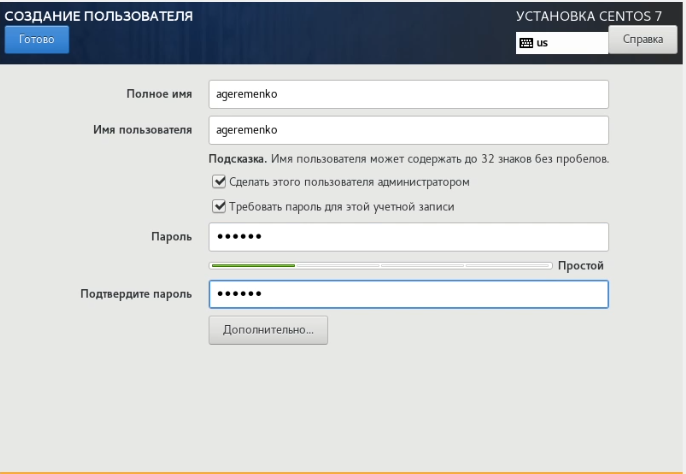 СОЗДАНИЕ ПОЛЬЗОВАТЕЛЯ
УСТАНОВКА CENTOS 7
Готово
us
Справка
Полное имя
ageremenko
Имя пользователя
ageremenko
Подсказка. Имя пользователя может содержать до 32 знаков без пробелов.
Сделать этого пользователя администратором
Требовать пароль для этой учетной записи
Пароль
••••••
Простой
Подтвердите пароль
••••••
Дополнительно...